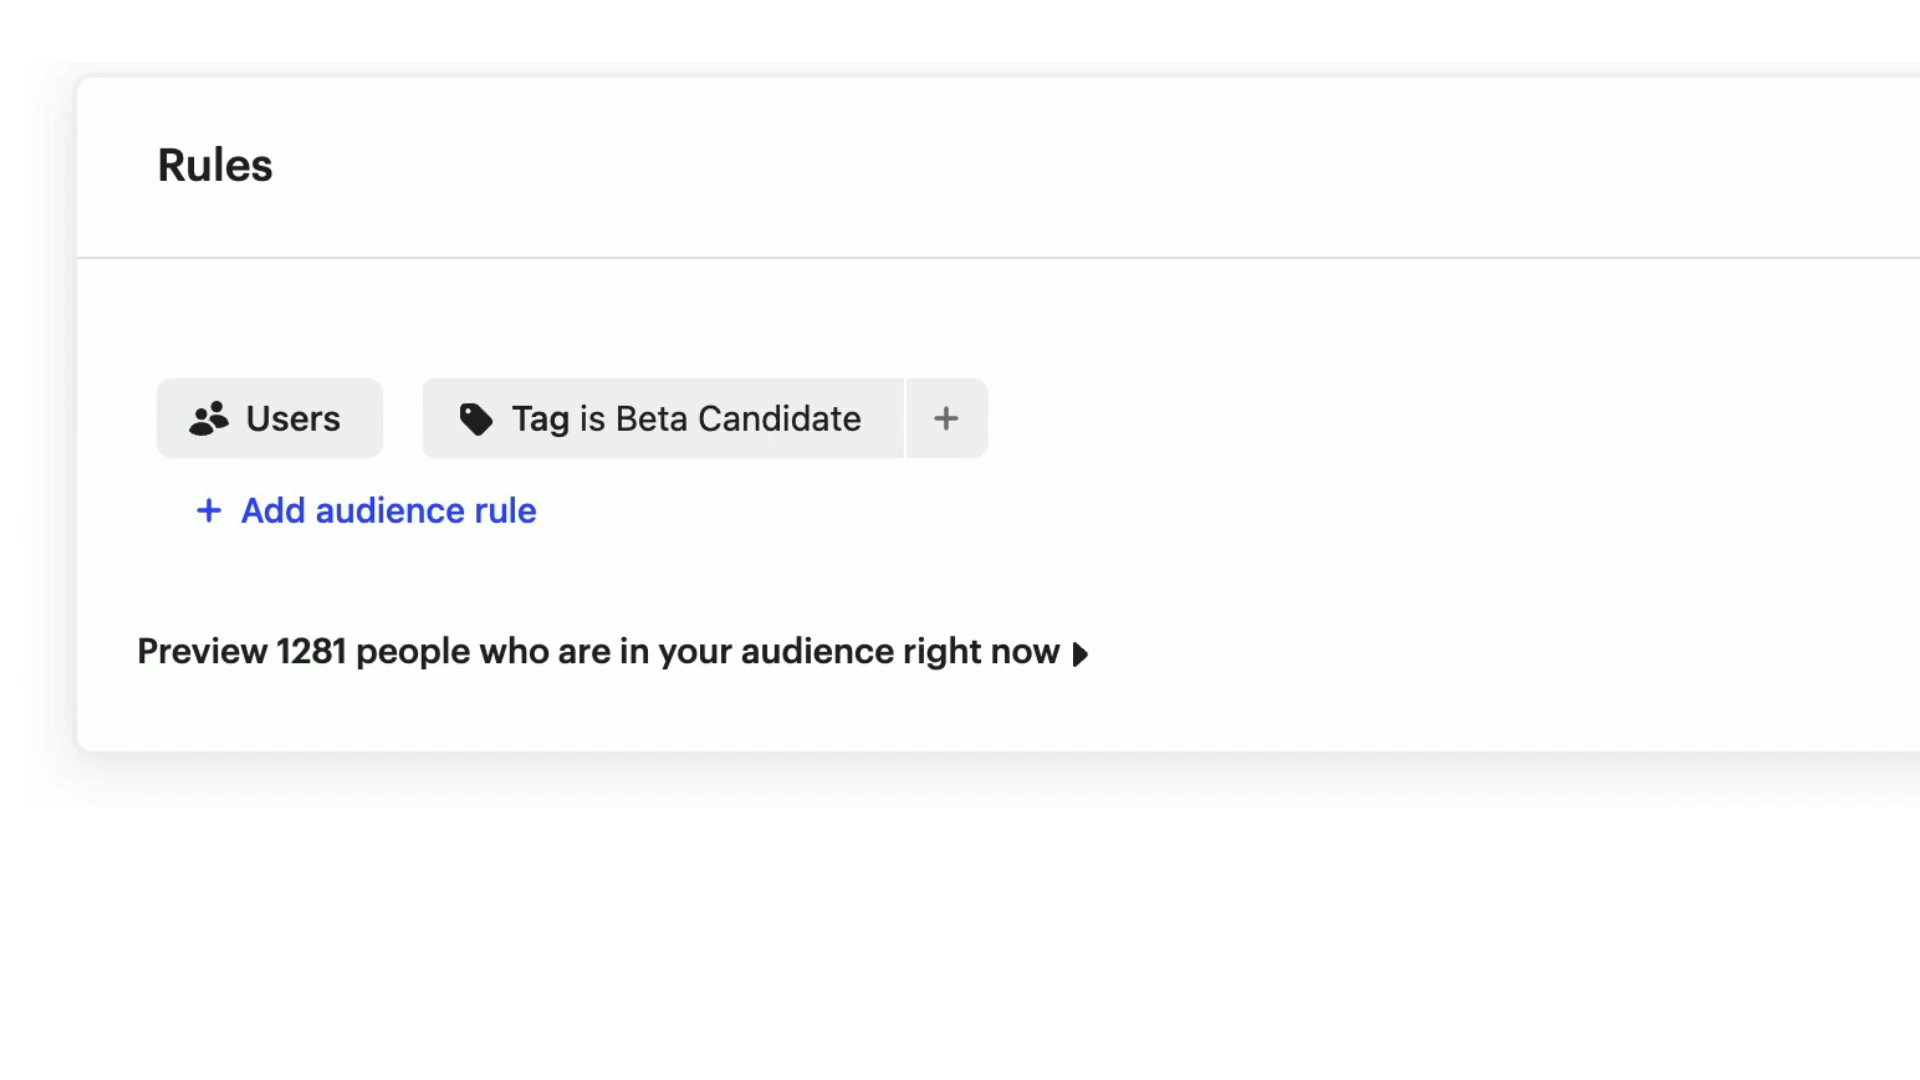 Rules
Users Tag is Beta Candidate +
+ Add audience rule
Preview 1281 people who are in your audience right now